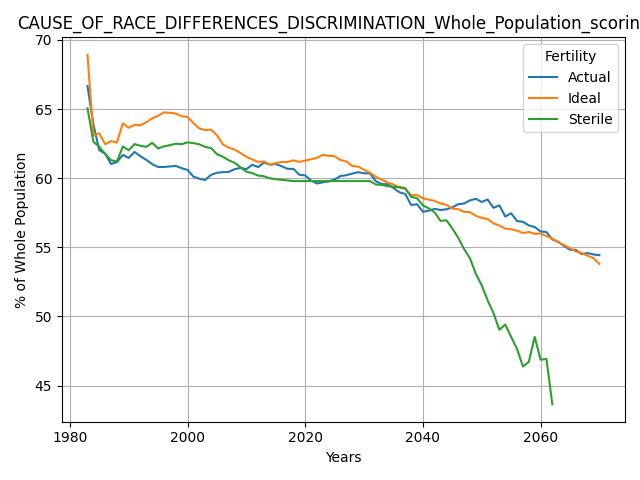 CAUSE_OF_RACE_DIFFERENCES_DISCRIMINATION_Whole_Population_scorin
70
65
60
55
50
45
% of Whole Population
Fertility
Actual
Ideal
Sterile
1980 2000 2020 2040 2060
Years